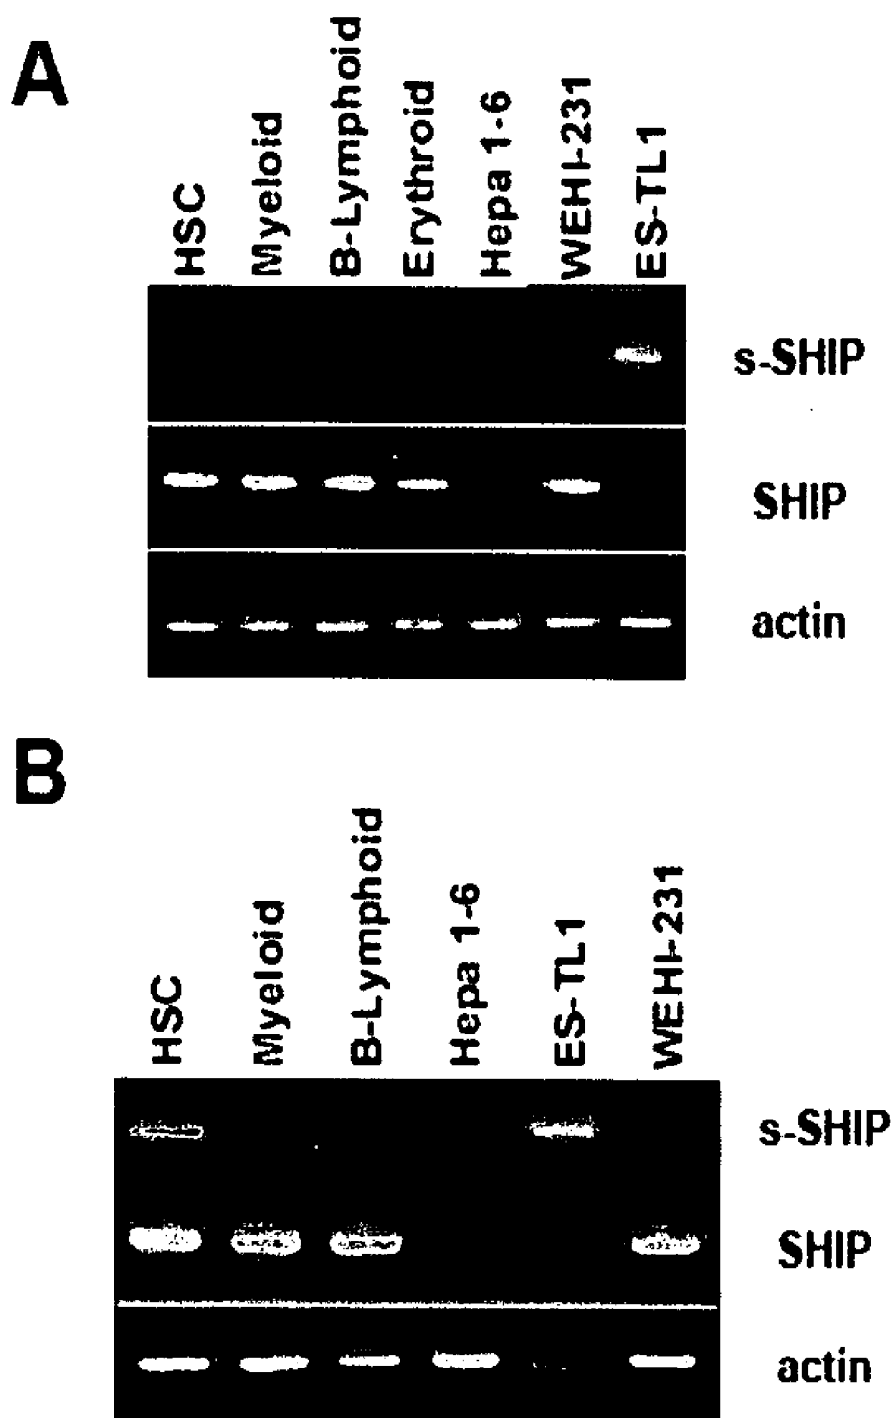 A
HSC
Myeloid
B-Lymphoid
Erythroid
Hepa 1-6
WEHI-231
ES-TL1
s-SHIP
SHIP
actin
B
HSC
Myeloid
B-Lymphoid
Hepa 1-6
ES-TL1
WEHI-231
s-SHIP
SHIP
actin